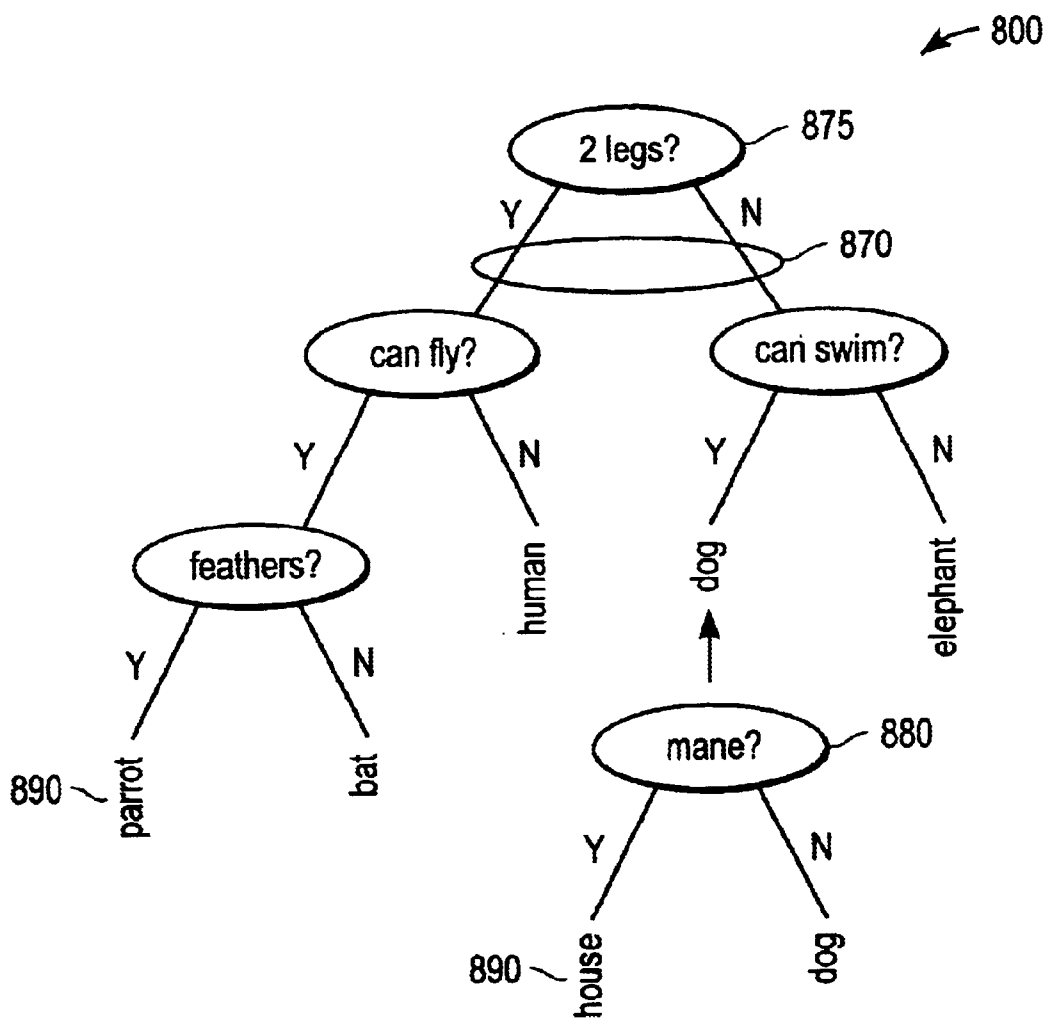 800
2 legs?
875
Y
N
870
can fly?
can swim?
Y
N
Y
N
feathers?
human
dog
elephant
Y
N
mane?
880
890
parrot
bat
Y
N
890
house
dog